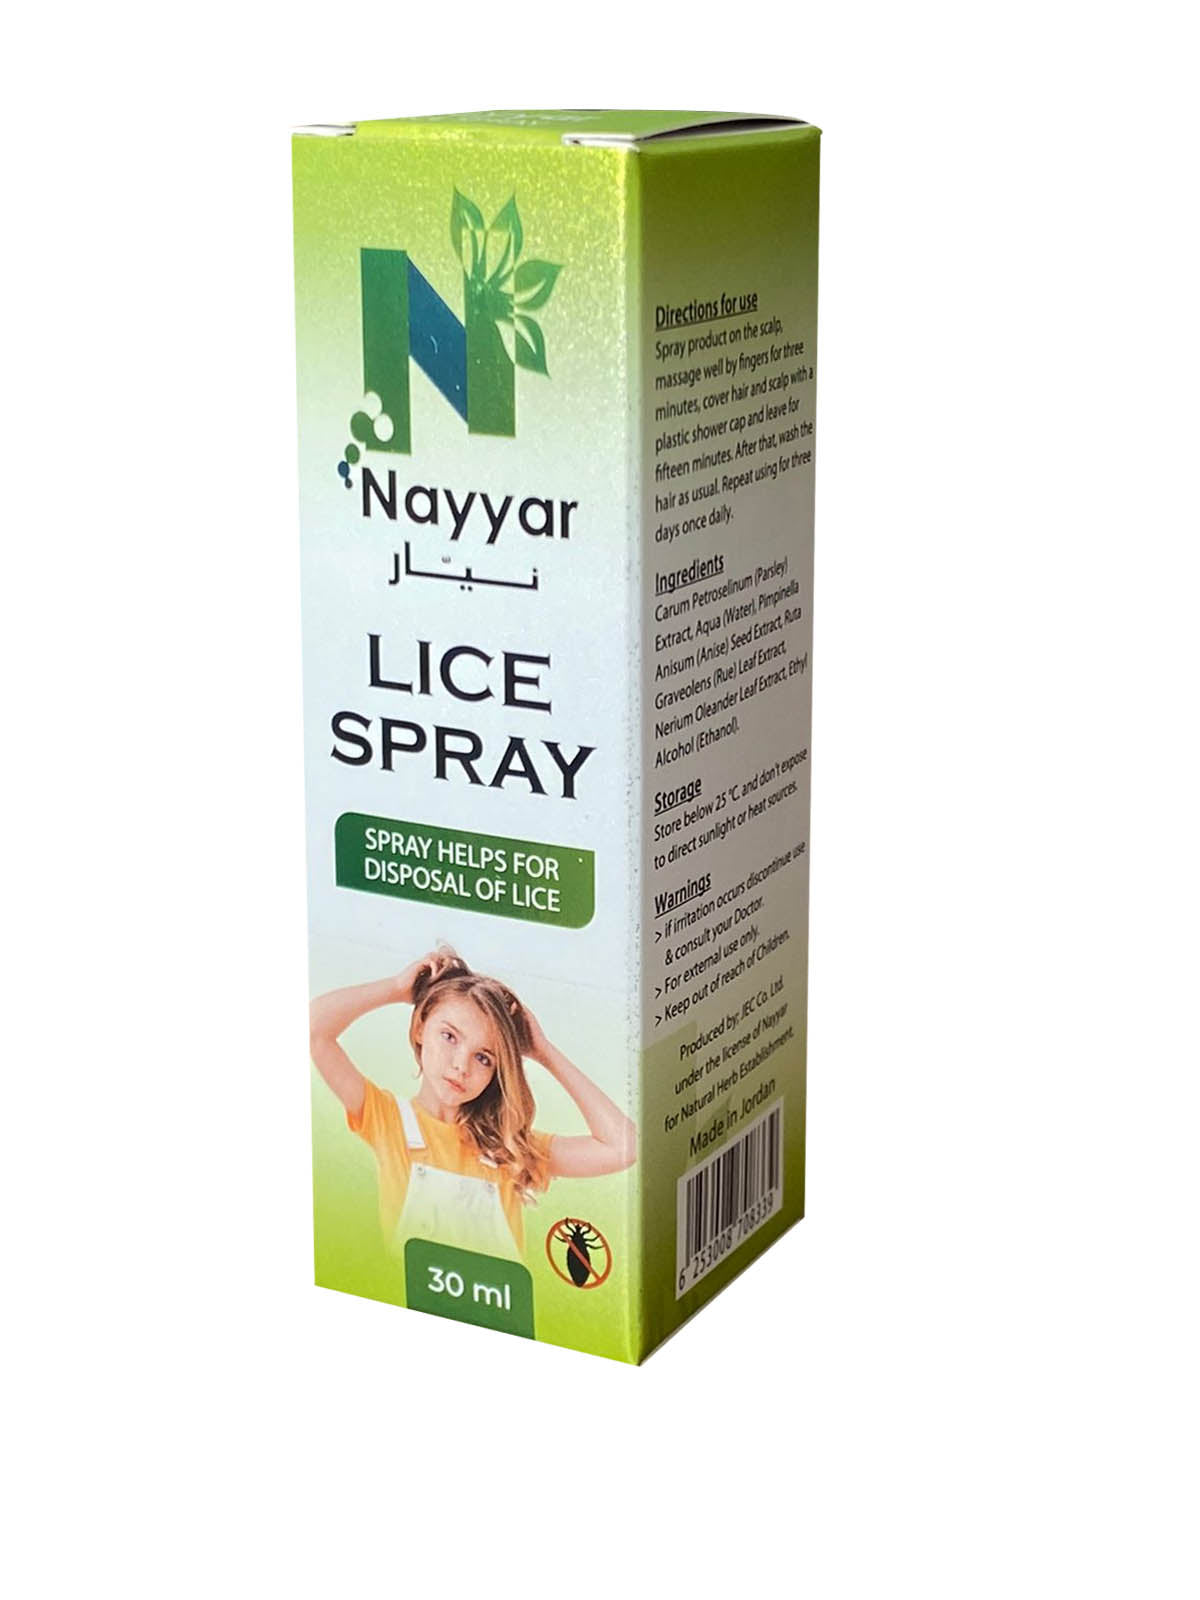 Nayyar
نيّار
LICE
SPRAY
SPRAY HELPS FOR
DISPOSAL OF LICE
30 ml
Directions for use
Spray product on the scalp,
massage well by fingers for three
minutes, cover hair and scalp with a
plastic shower cap and leave for
fifteen minutes. After that, wash the
hair as usual. Repeat using for three
days once daily.
Ingredients
Carum Petroselinum (Parsley)
Extract, Aqua (Water), Pimpinella
Anisum (Anise) Seed Extract, Ruta
Graveolens (Rue) Leaf Extract,
Nerium Oleander Leaf Extract, Ethyl
Alcohol (Ethanol).
Storage
Store below 25 °C, and don't expose
to direct sunlight or heat sources.
Warnings
> if irritation occurs discontinue use
& consult your Doctor.
> For external use only.
> Keep out of reach of Children.
Produced by; JEC Co. Ltd.
under the license of Nayyar
for Natural Herb Establishment.
Made in Jordan
6 253008 708339